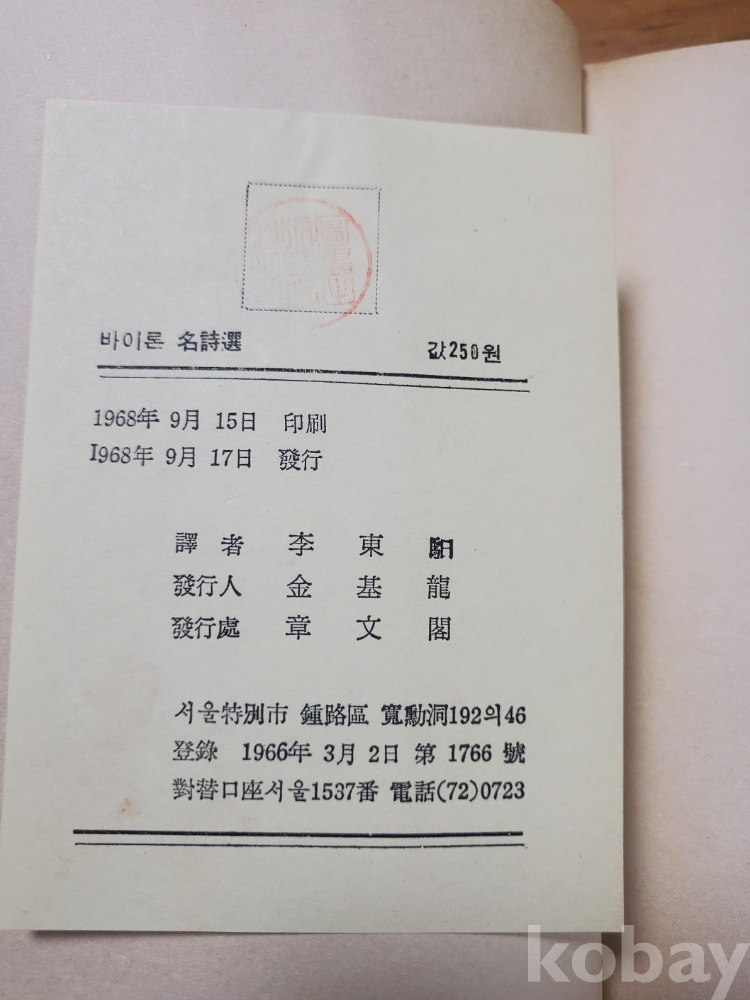 바이론 名詩選 값250원
1968年 9月 15日 印刷
1968年 9月 17日 發行
譯者 李東馹
發行人 金基龍
發行處 章文閣
서울特別市 鍾路區 寬勳洞192의46
登錄 1966年 3月 2日 第 1766 號
對替口座서울1537番 電話(72)0723
kobay